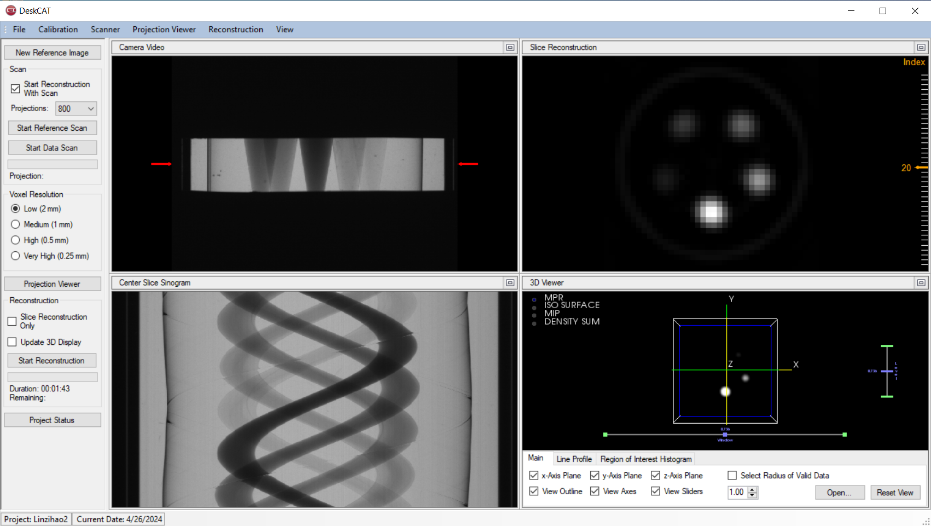 DeskCAT
File Calibration Scanner Projection Viewer Reconstruction View
New Reference Image
Scan
Start Reconstruction
With Scan
Projections: 800
Start Reference Scan
Start Data Scan
Projection:
Voxel Resolution
Low (2 mm)
Medium (1 mm)
High (0.5 mm)
Very High (0.25 mm)
Projection Viewer
Reconstruction
Slice Reconstruction
Only
Update 3D Display
Start Reconstruction
Duration: 00:01:43
Remaining:
Project Status
Camera Video
Slice Reconstruction
Index
20
Center Slice Sinogram
3D Viewer
MPR
ISO SURFACE
MIP
DENSITY SUM
Y
Z
X
window
Main Line Profile Region of Interest Histogram
x-Axis Plane y-Axis Plane z-Axis Plane Select Radius of Valid Data
View Outline View Axes View Sliders 1.00 Open... Reset View
Project: Linzihao2 Current Date: 4/26/2024